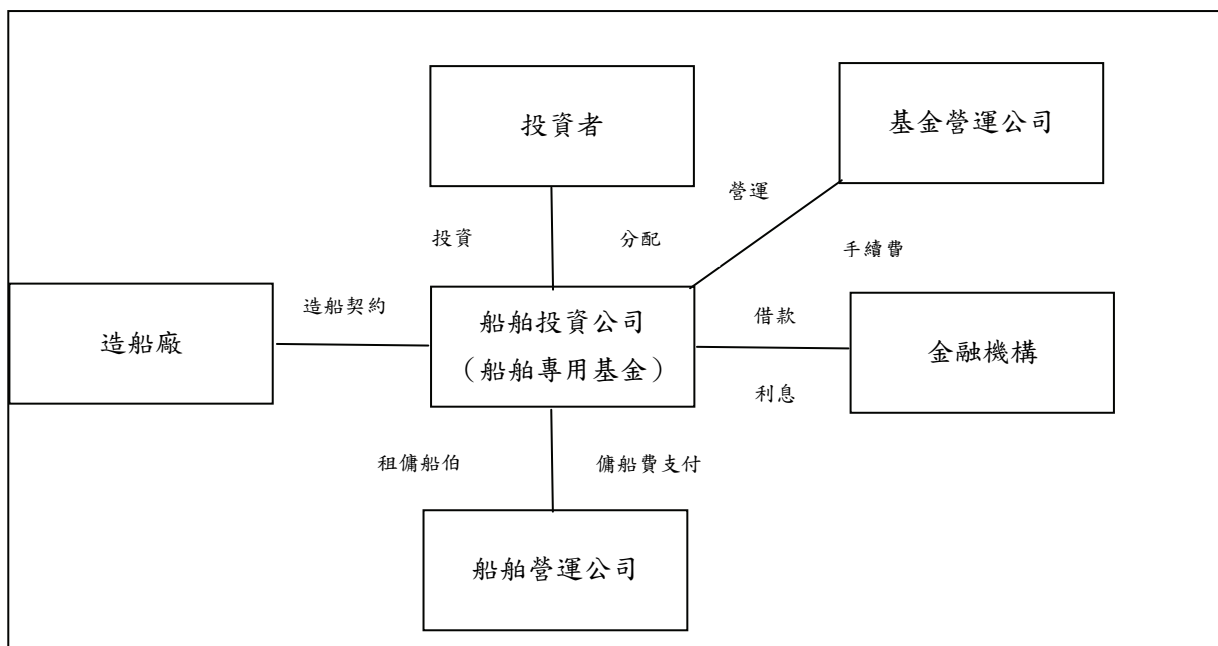 投資者
基金營運公司
營運
投資
分配
手續費
造船廠
造船契約
船舶投資公司
（船舶專用基金）
借款
金融機構
利息
租傭船伯
傭船費支付
船舶營運公司